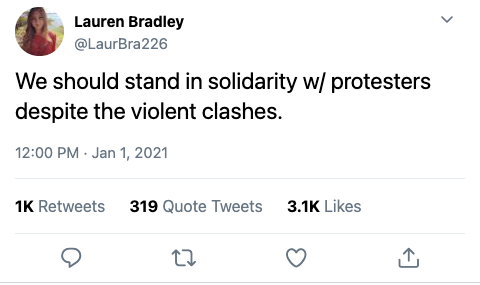 Lauren Bradley
@LaurBra226
We should stand in solidarity w/ protesters
despite the violent clashes.
12:00 PM · Jan 1, 2021
1K Retweets 319 Quote Tweets 3.1K Likes